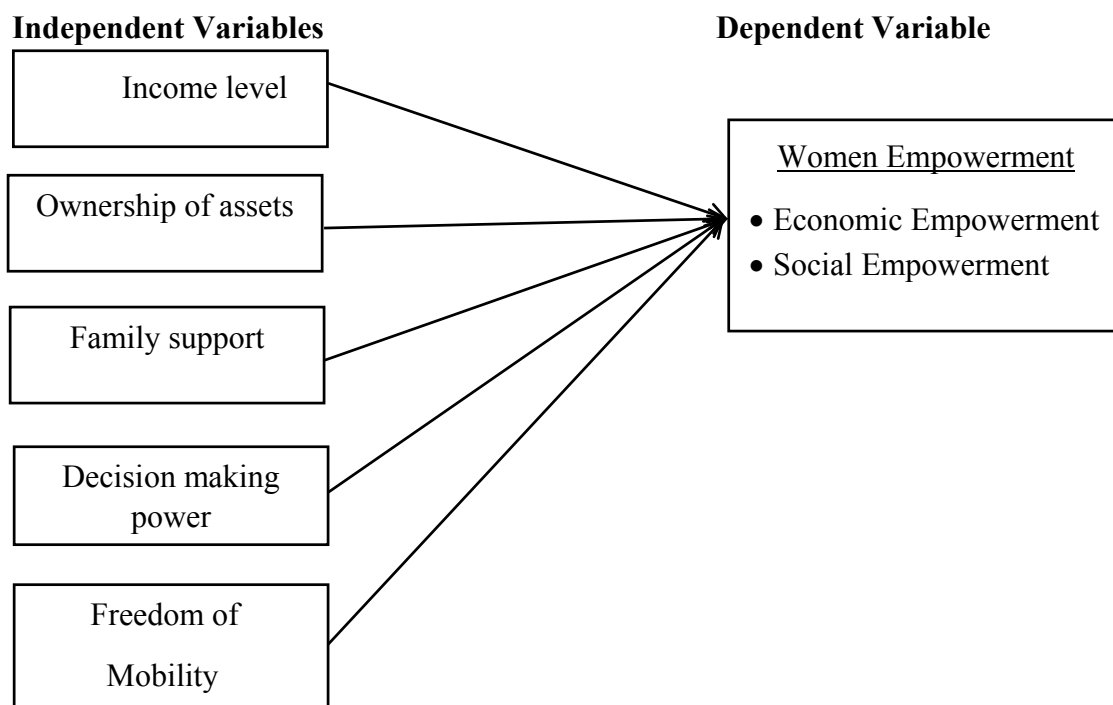 Independent Variables
Income level
Ownership of assets
Family support
Decision making
power
Freedom of
Mobility
Dependent Variable
Women Empowerment
• Economic Empowerment
• Social Empowerment